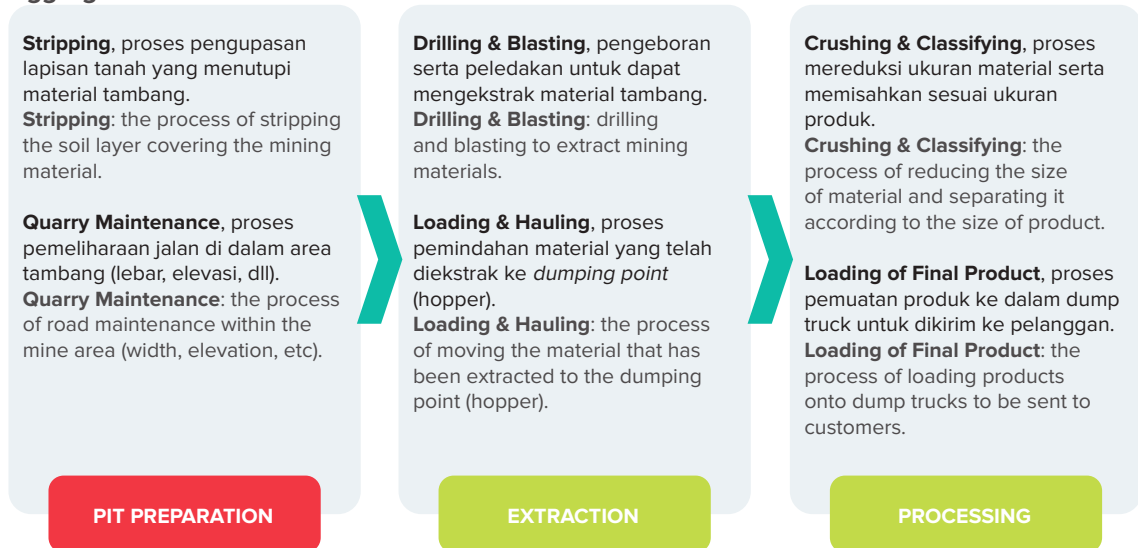 Stripping, proses pengupasan
lapisan tanah yang menutupi
material tambang.
Stripping: the process of stripping
the soil layer covering the mining
material.
Quarry Maintenance, proses
pemeliharaan jalan di dalam area
tambang (lebar, elevasi, dll).
Quarry Maintenance: the process
of road maintenance within the
mine area (width, elevation, etc).
PIT PREPARATION
Drilling & Blasting, pengeboran
serta peledakan untuk dapat
mengekstrak material tambang.
Drilling & Blasting: drilling
and blasting to extract mining
materials.
Loading & Hauling, proses
pemindahan material yang telah
diekstrak ke dumping point
(hopper).
Loading & Hauling: the process
of moving the material that has
been extracted to the dumping
point (hopper).
EXTRACTION
Crushing & Classifying, proses
mereduksi ukuran material serta
memisahkan sesuai ukuran
produk.
Crushing & Classifying: the
process of reducing the size
of material and separating it
according to the size of product.
Loading of Final Product, proses
pemuatan produk ke dalam dump
truck untuk dikirim ke pelanggan.
Loading of Final Product: the
process of loading products
onto dump trucks to be sent to
customers.
PROCESSING